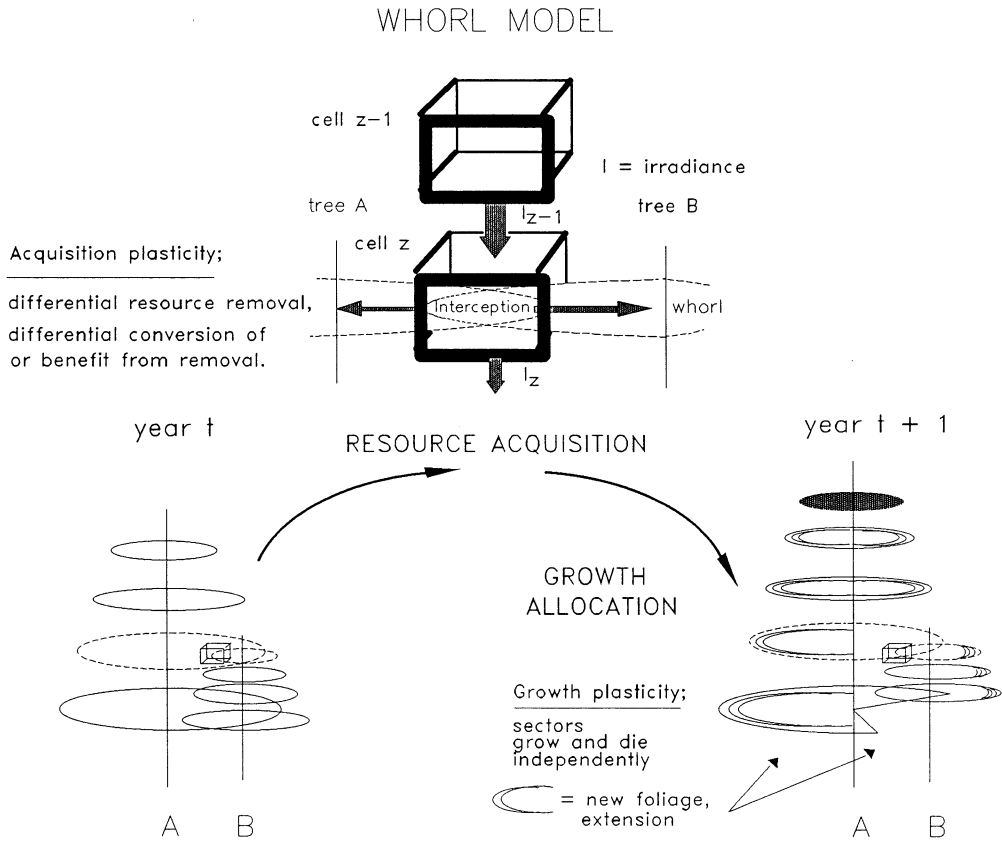 WHORL MODEL
cell z-1
I = irradiance
tree A
I z-1
tree B
cell z
Acquisition plasticity;
differential resource removal,
Interception
whorl
differential conversion of
or benefit from removal.
I z
year t
RESOURCE ACQUISITION
year t + 1
GROWTH
ALLOCATION
Growth plasticity;
sectors
grow and die
independently
= new foliage,
extension
A B
A B